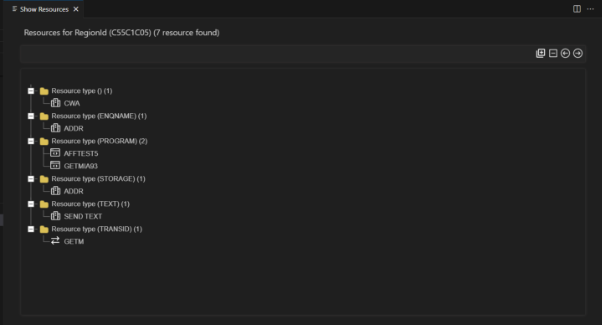 Show Resources
Resources for RegionId (C55C1C05) (7 resource found)
Resource type () (1)
CWA
Resource type (ENQNAME) (1)
ADDR
Resource type (PROGRAM) (2)
AFFTEST5
GETMIA93
Resource type (STORAGE) (1)
ADDR
Resource type (TEXT) (1)
SEND TEXT
Resource type (TRANSID) (1)
GETM